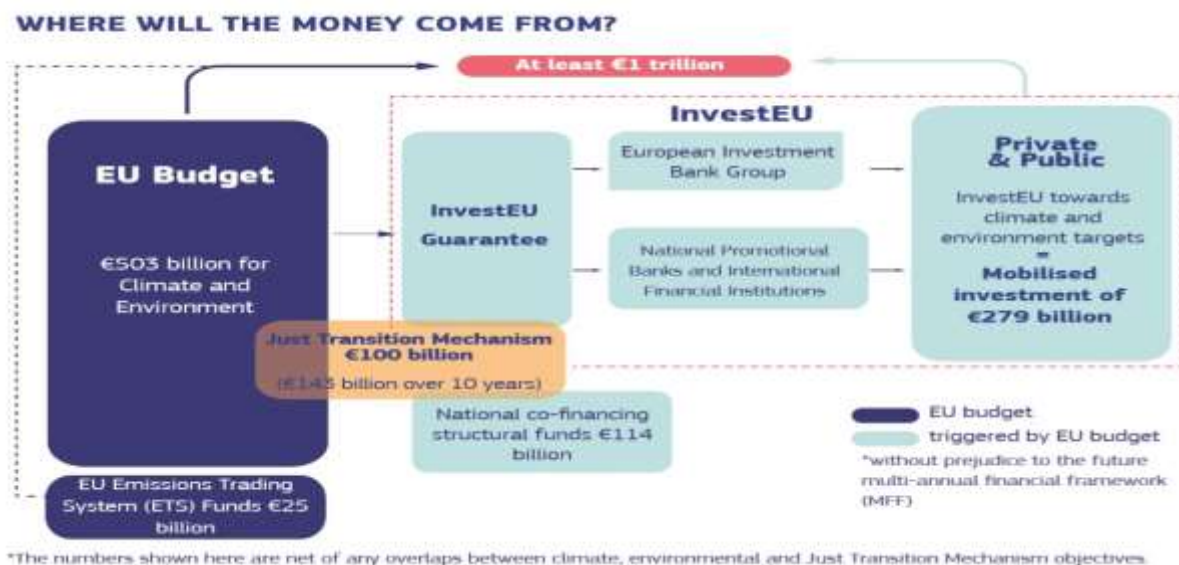 WHERE WILL THE MONEY COME FROM?
At least €1 trillion
InvestEU
EU Budget
€503 billion for
Climate and
Environment
InvestEU
Guarantee
European Investment
Bank Group
National Promotional
Banks and International
Financial Institutions
Private
& Public
InvestEU towards
climate and
environment targets
=
Mobilised
investment of
€279 billion
Just Transition Mechanism
€100 billion
(€143 billion over 10 years)
National co-financing
structural funds €114
billion
EU Emissions Trading
System (ETS) Funds €25
billion
EU budget
triggered by EU budget
*without prejudice to the future
multi-annual financial framework
(MFF)
*The numbers shown here are net of any overlaps between climate, environmental and Just Transition Mechanism objectives.